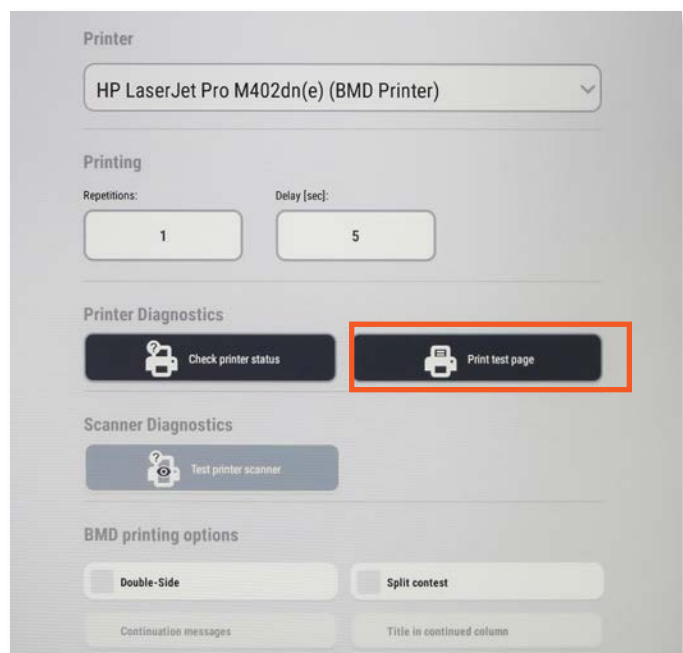 Printer
HP LaserJet Pro M402dn(e) (BMD Printer)
Printing
Repetitions: Delay [sec]:
1 5
Printer Diagnostics
Check printer status Print test page
Scanner Diagnostics
Test printer scanner
BMD printing options
Double-Side Split contest
Continuation messages Title in continued column